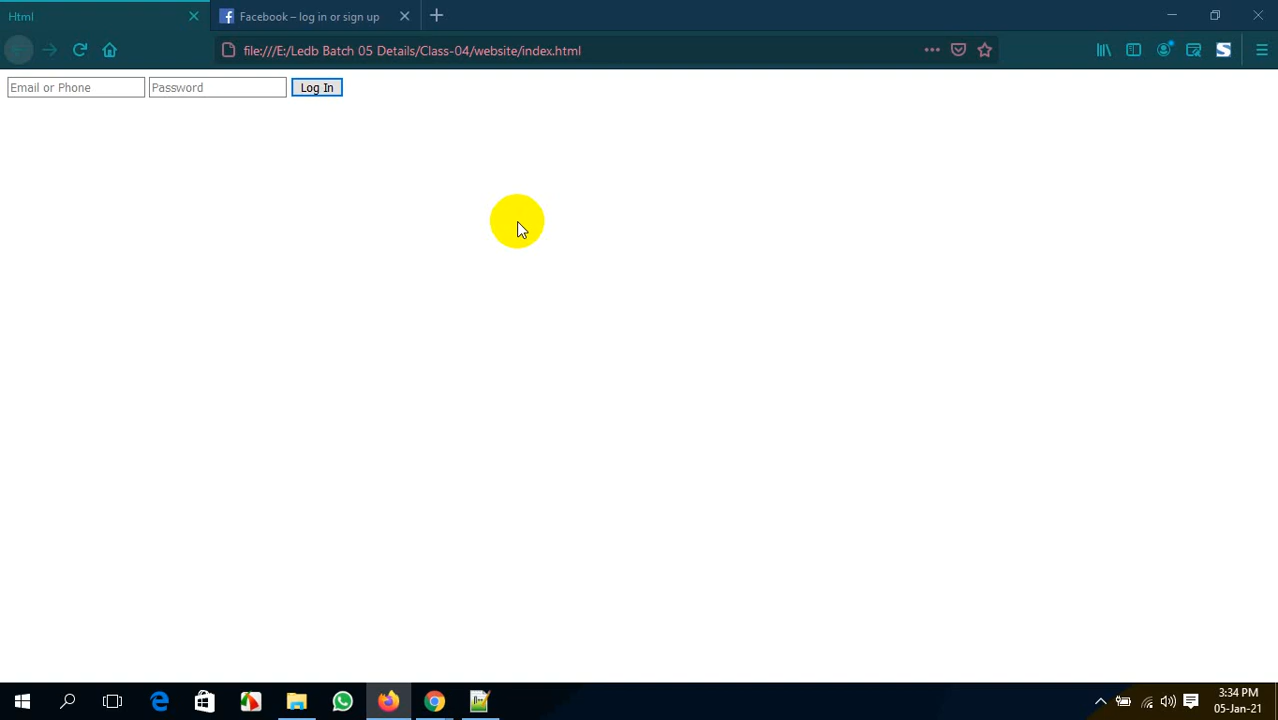 Html
Facebook – log in or sign up
file:///E:/Ledb Batch 05 Details/Class-04/website/index.html
Email or Phone
Password
Log In
3:34 PM
05-Jan-21